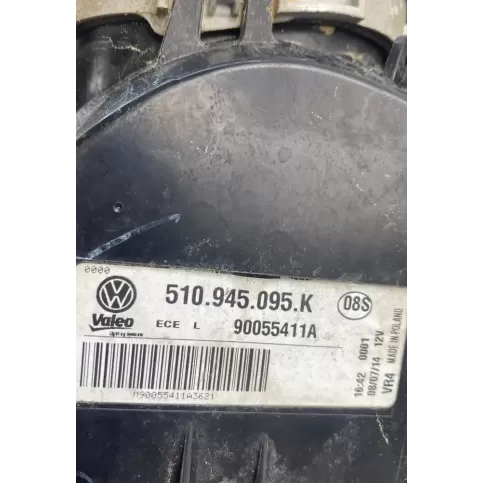 0000
VW
510.945.095.K
08S
Valeo
ECE L
90055411A
M90055411A3621
16:42 0001
08/07/14 12V
VR4 MADE IN POLAND